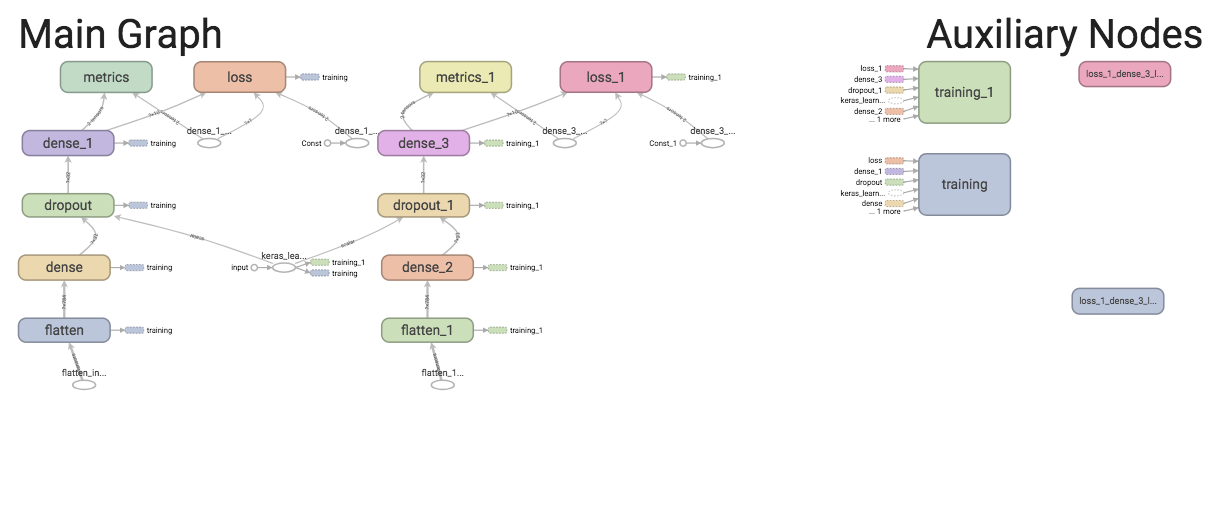 Main Graph
Auxiliary Nodes
metrics
loss
training
metrics_1
loss_1
training_1
loss_1
dense_3
dropout_1
keras_learn...
dense_2
... 1 more
training_1
loss_1_dense_3_l...
dense_1
training
dense_1_...
Const
dense_1_...
dense_3
training_1
dense_3_...
Const_1
dense_3_...
loss
dense_1
dropout
keras_learn...
dense
... 1 more
training
dropout
training
dropout_1
training_1
dense
training
input
keras_lea...
training_1
training
dense_2
training_1
flatten
training
flatten_1
training_1
loss_1_dense_3_l...
flatten_in...
flatten_1...